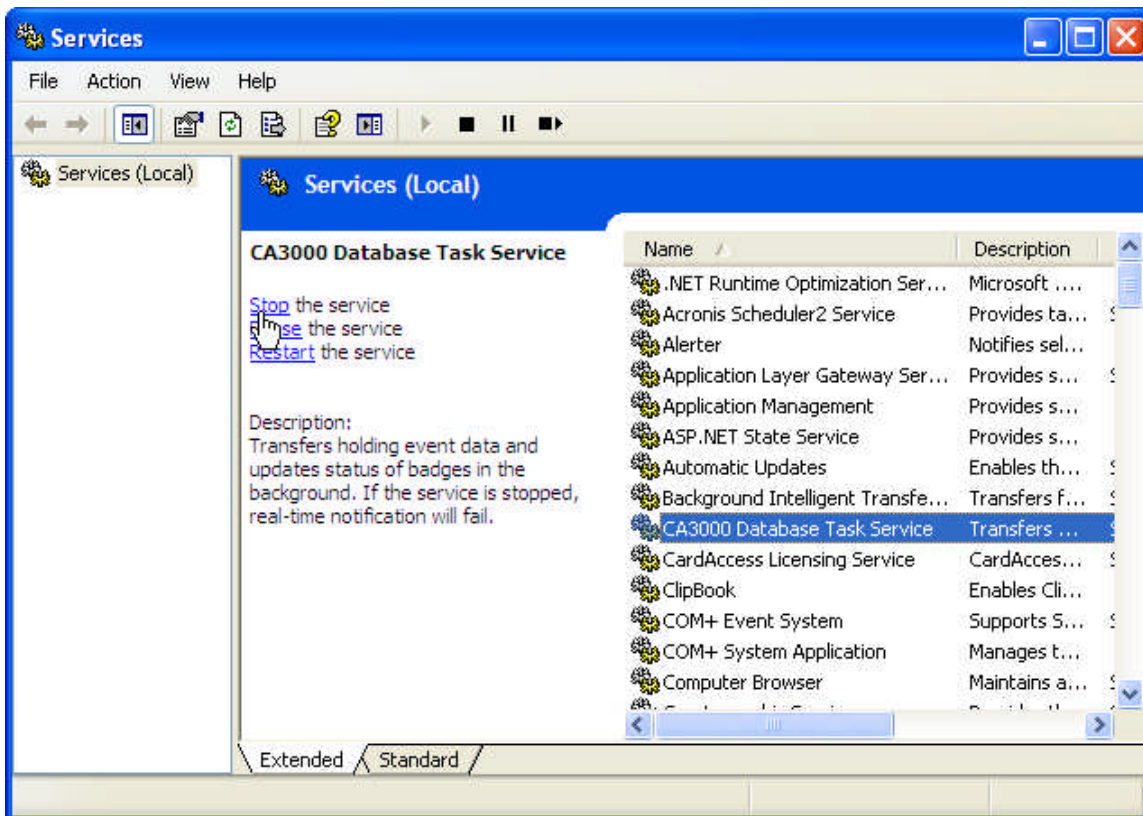 Services
File Action View Help
Services (Local)
Services (Local)
CA3000 Database Task Service
Stop the service
the service
Restart the service
Description:
Transfers holding event data and
updates status of badges in the
background. If the service is stopped,
real-time notification will fail.
Name Description
.NET Runtime Optimization Ser... Microsoft ....
Acronis Scheduler2 Service Provides ta...
Alerter Notifies sel...
Application Layer Gateway Ser... Provides s...
Application Management Provides s...
ASP.NET State Service Provides s...
Automatic Updates Enables th...
Background Intelligent Transfe... Transfers f...
CA3000 Database Task Service Transfers ...
CardAccess Licensing Service CardAcces...
ClipBook Enables Cli...
COM+ Event System Supports S...
COM+ System Application Manages t...
Computer Browser Maintains a...
Extended Standard